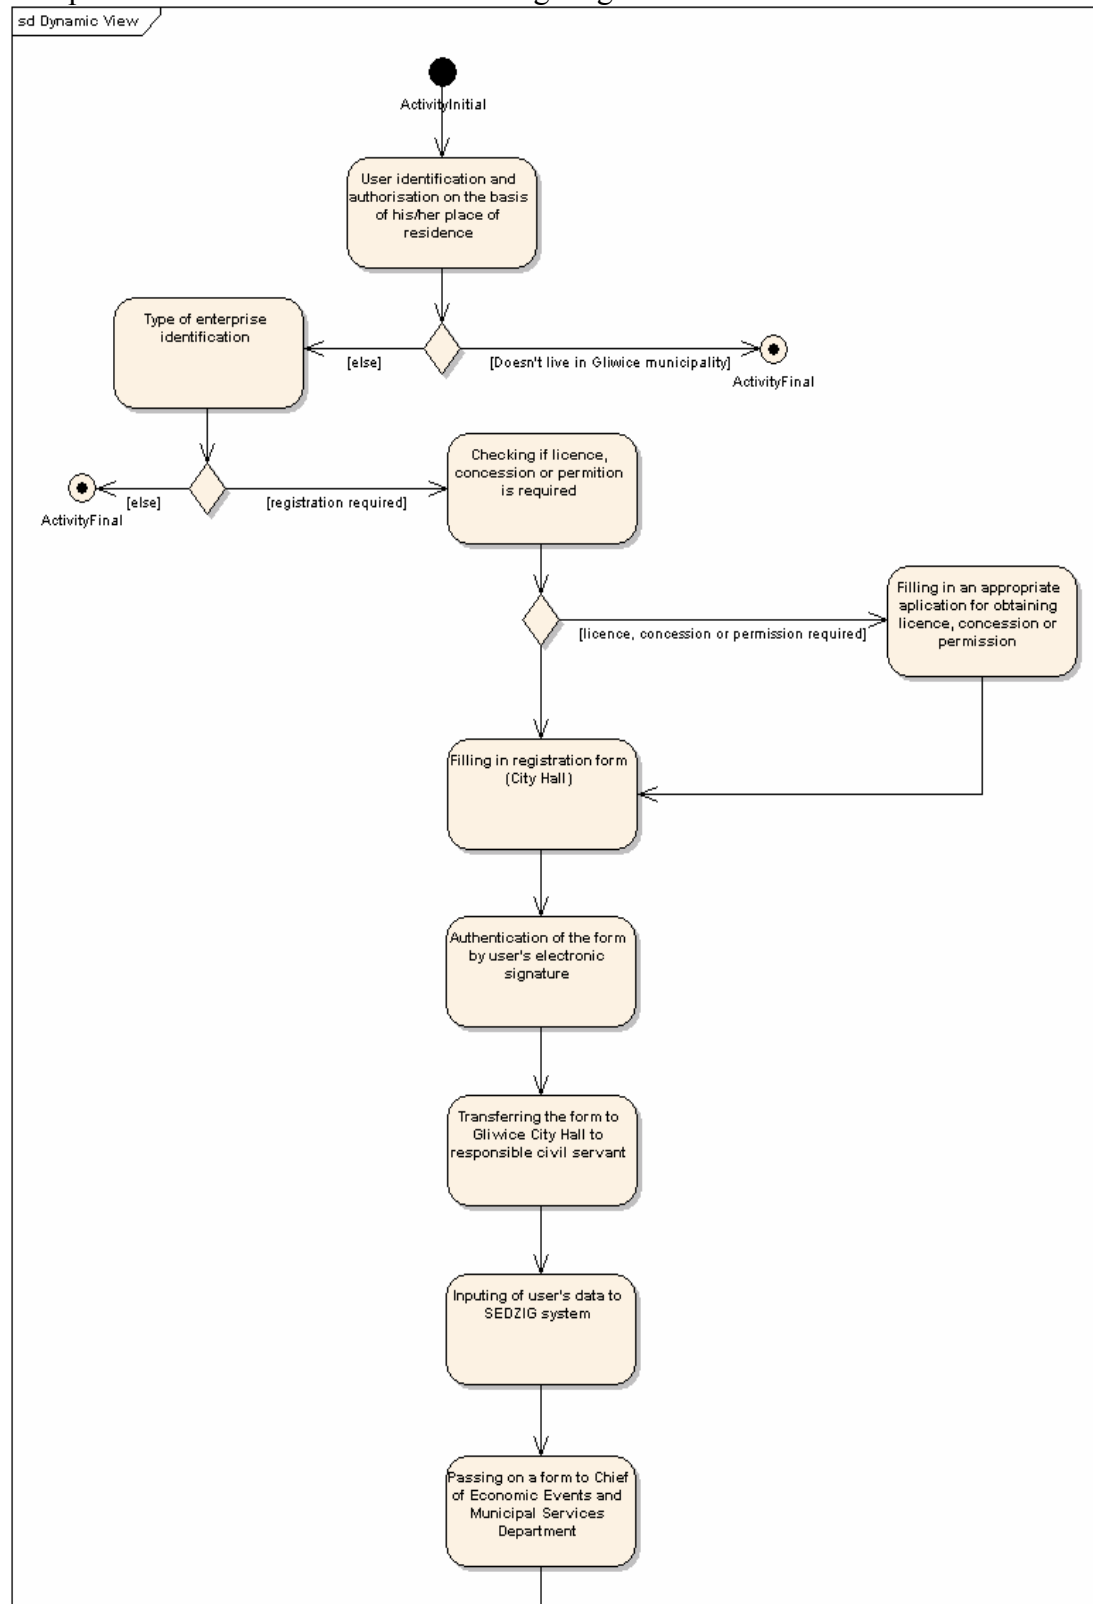 sd Dynamic View
ActivityInitial
User identification and
authorisation on the basis
of his/her place of
residence
Type of enterprise
identification
[else]
[Doesn't live in Gliwice municipality]
ActivityFinal
Checking if licence,
concession or permition
is required
[else]
[registration required]
ActivityFinal
Filling in an appropriate
aplication for obtaining
licence, concession or
permission
[licence, concession or permission required]
Filling in registration form
(City Hall)
Authentication of the form
by user's electronic
signature
Transferring the form to
Gliwice City Hall to
responsible civil servant
Inputing of user's data to
SEDZIG system
Passing on a form to Chief
of Economic Events and
Municipal Services
Department